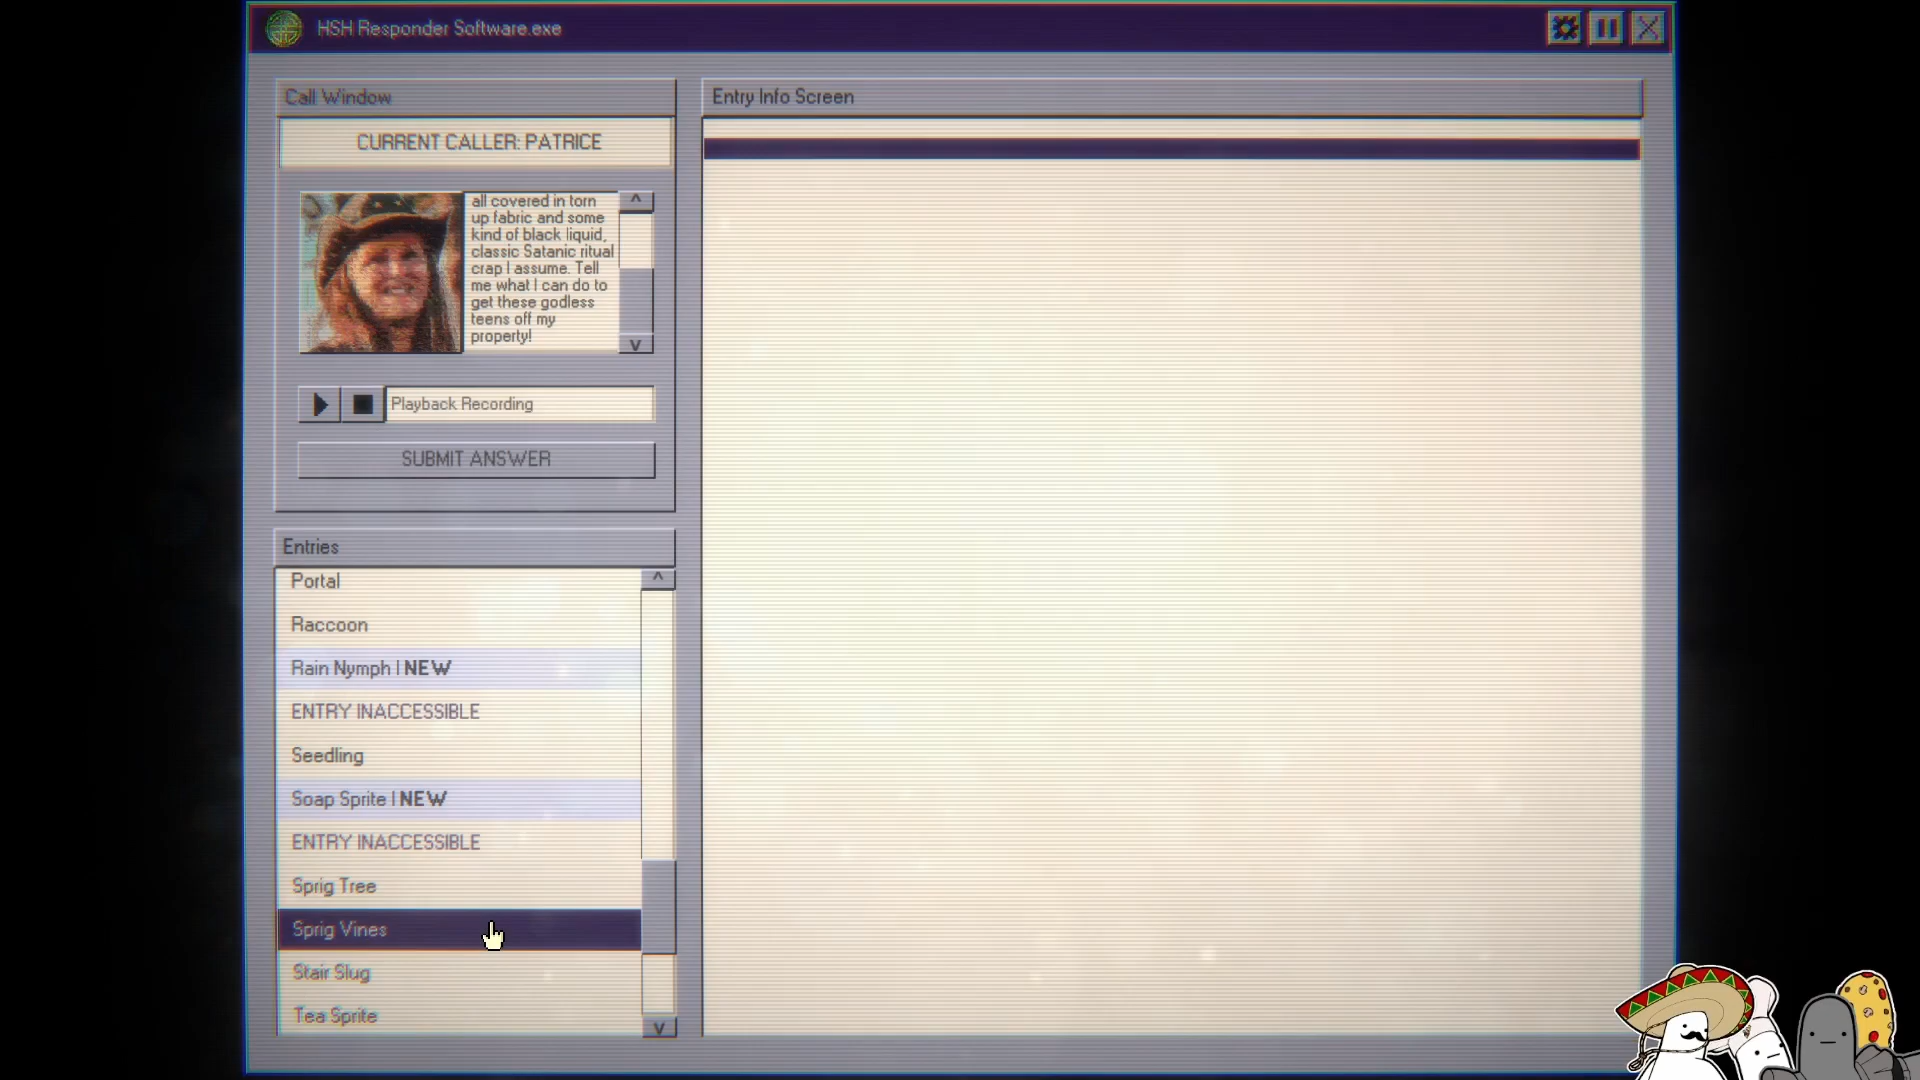 HSH Responder Software.exe
Call Window
CURRENT CALLER: PATRICE
all covered in torn
up fabric and some
kind of black liquid,
classic Satanic ritual
crap I assume. Tell
me what I can do to
get these godless
teens off my
property!
Playback Recording
SUBMIT ANSWER
Entries
Portal
Raccoon
Rain Nymph | NEW
ENTRY INACCESSIBLE
Seedling
Soap Sprite | NEW
ENTRY INACCESSIBLE
Sprig Tree
Sprig Vines
Stair Slug
Tea Sprite
Entry Info Screen